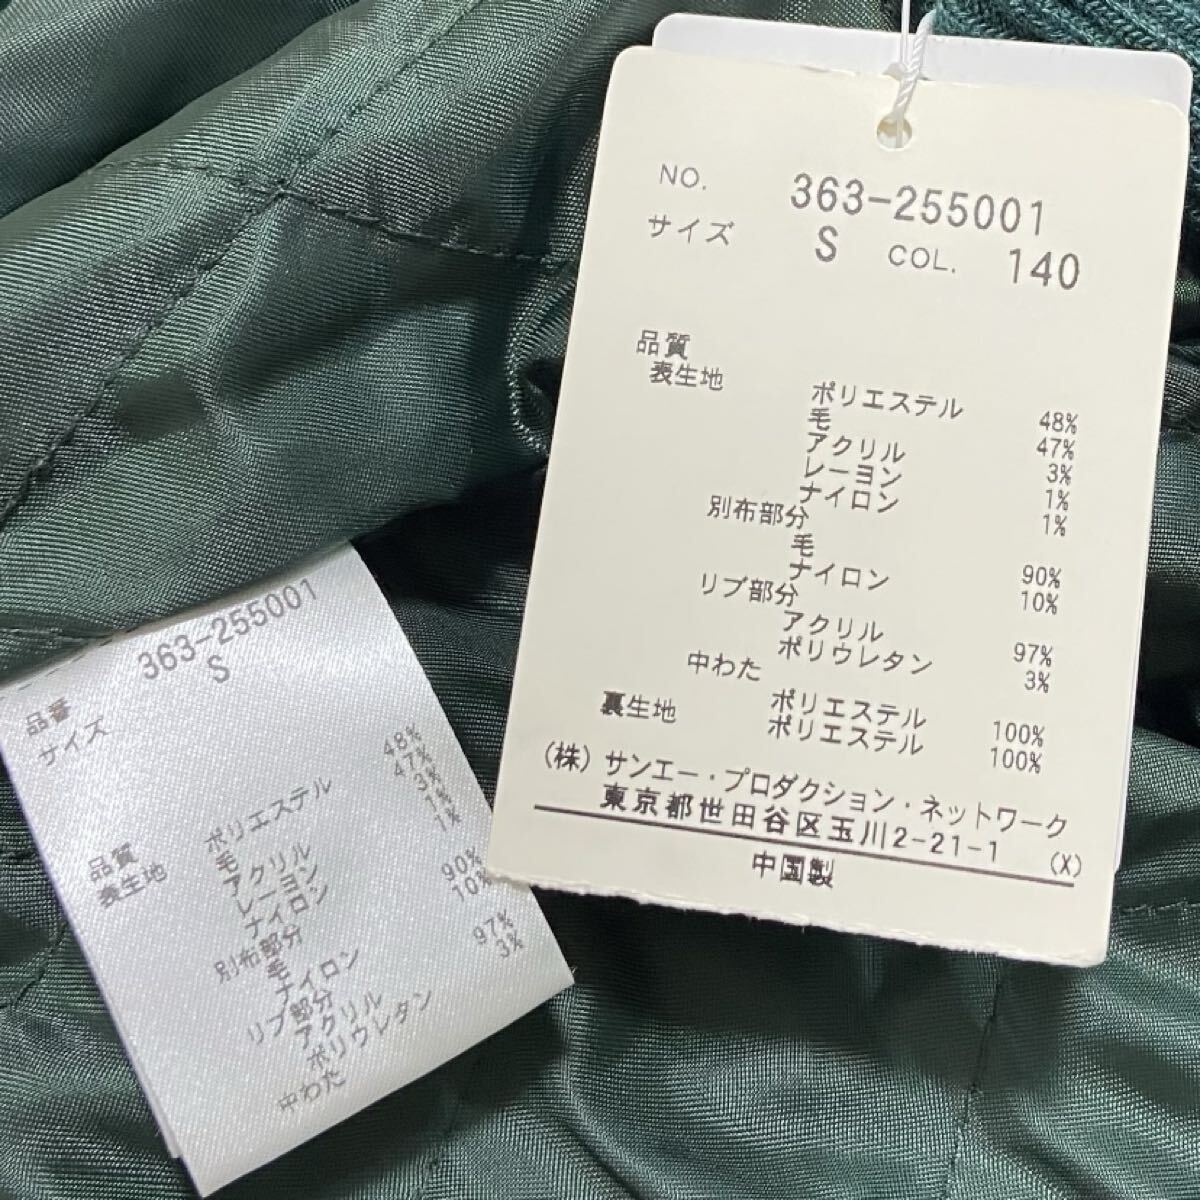 NO. 363-255001
サイズ S COL. 140
品質
表生地
ポリエステル 48%
毛 47%
アクリル 3%
レーヨン 1%
ナイロン 1%
別布部分
毛 90%
ナイロン 10%
リブ部分
アクリル 97%
ポリウレタン 3%
中わた
ポリエステル 100%
裏生地 ポリエステル 100%
(株)サンエー・プロダクション・ネットワーク
東京都世田谷区玉川2-21-1 (X)
中国製
品番 363-255001
サイズ S
品質
表生地
ポリエステル 48%
毛 47%
アクリル 3%
レーヨン 1%
ナイロン
別布部分
毛 90%
ナイロン 10%
リブ部分
アクリル 97%
ポリウレタン 3%
中わた